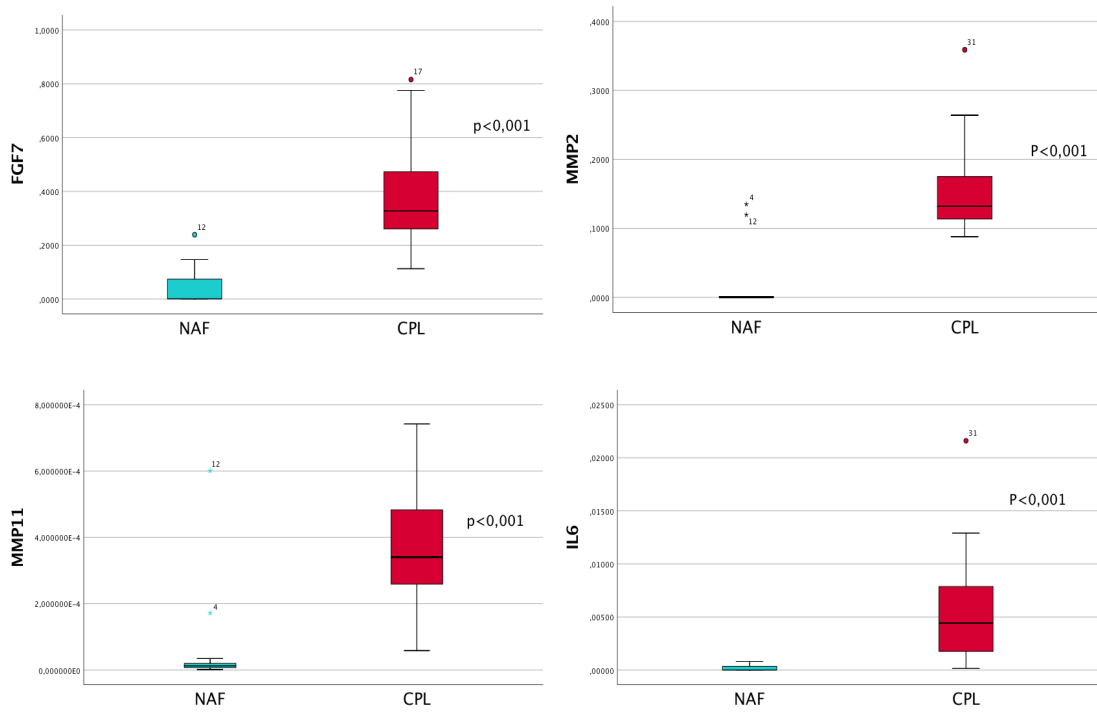 FGF7
1,0000
,8000
,6000
,4000
,2000
,0000
12
17
p<0,001
NAF
CPL
MMP2
,4000
,3000
,2000
,1000
,0000
4
12
31
P<0,001
NAF
CPL
MMP11
8,000000E-4
6,000000E-4
4,000000E-4
2,000000E-4
0,000000E0
12
4
p<0,001
NAF
CPL
IL6
,02500
,02000
,01500
,01000
,00500
,00000
31
P<0,001
NAF
CPL